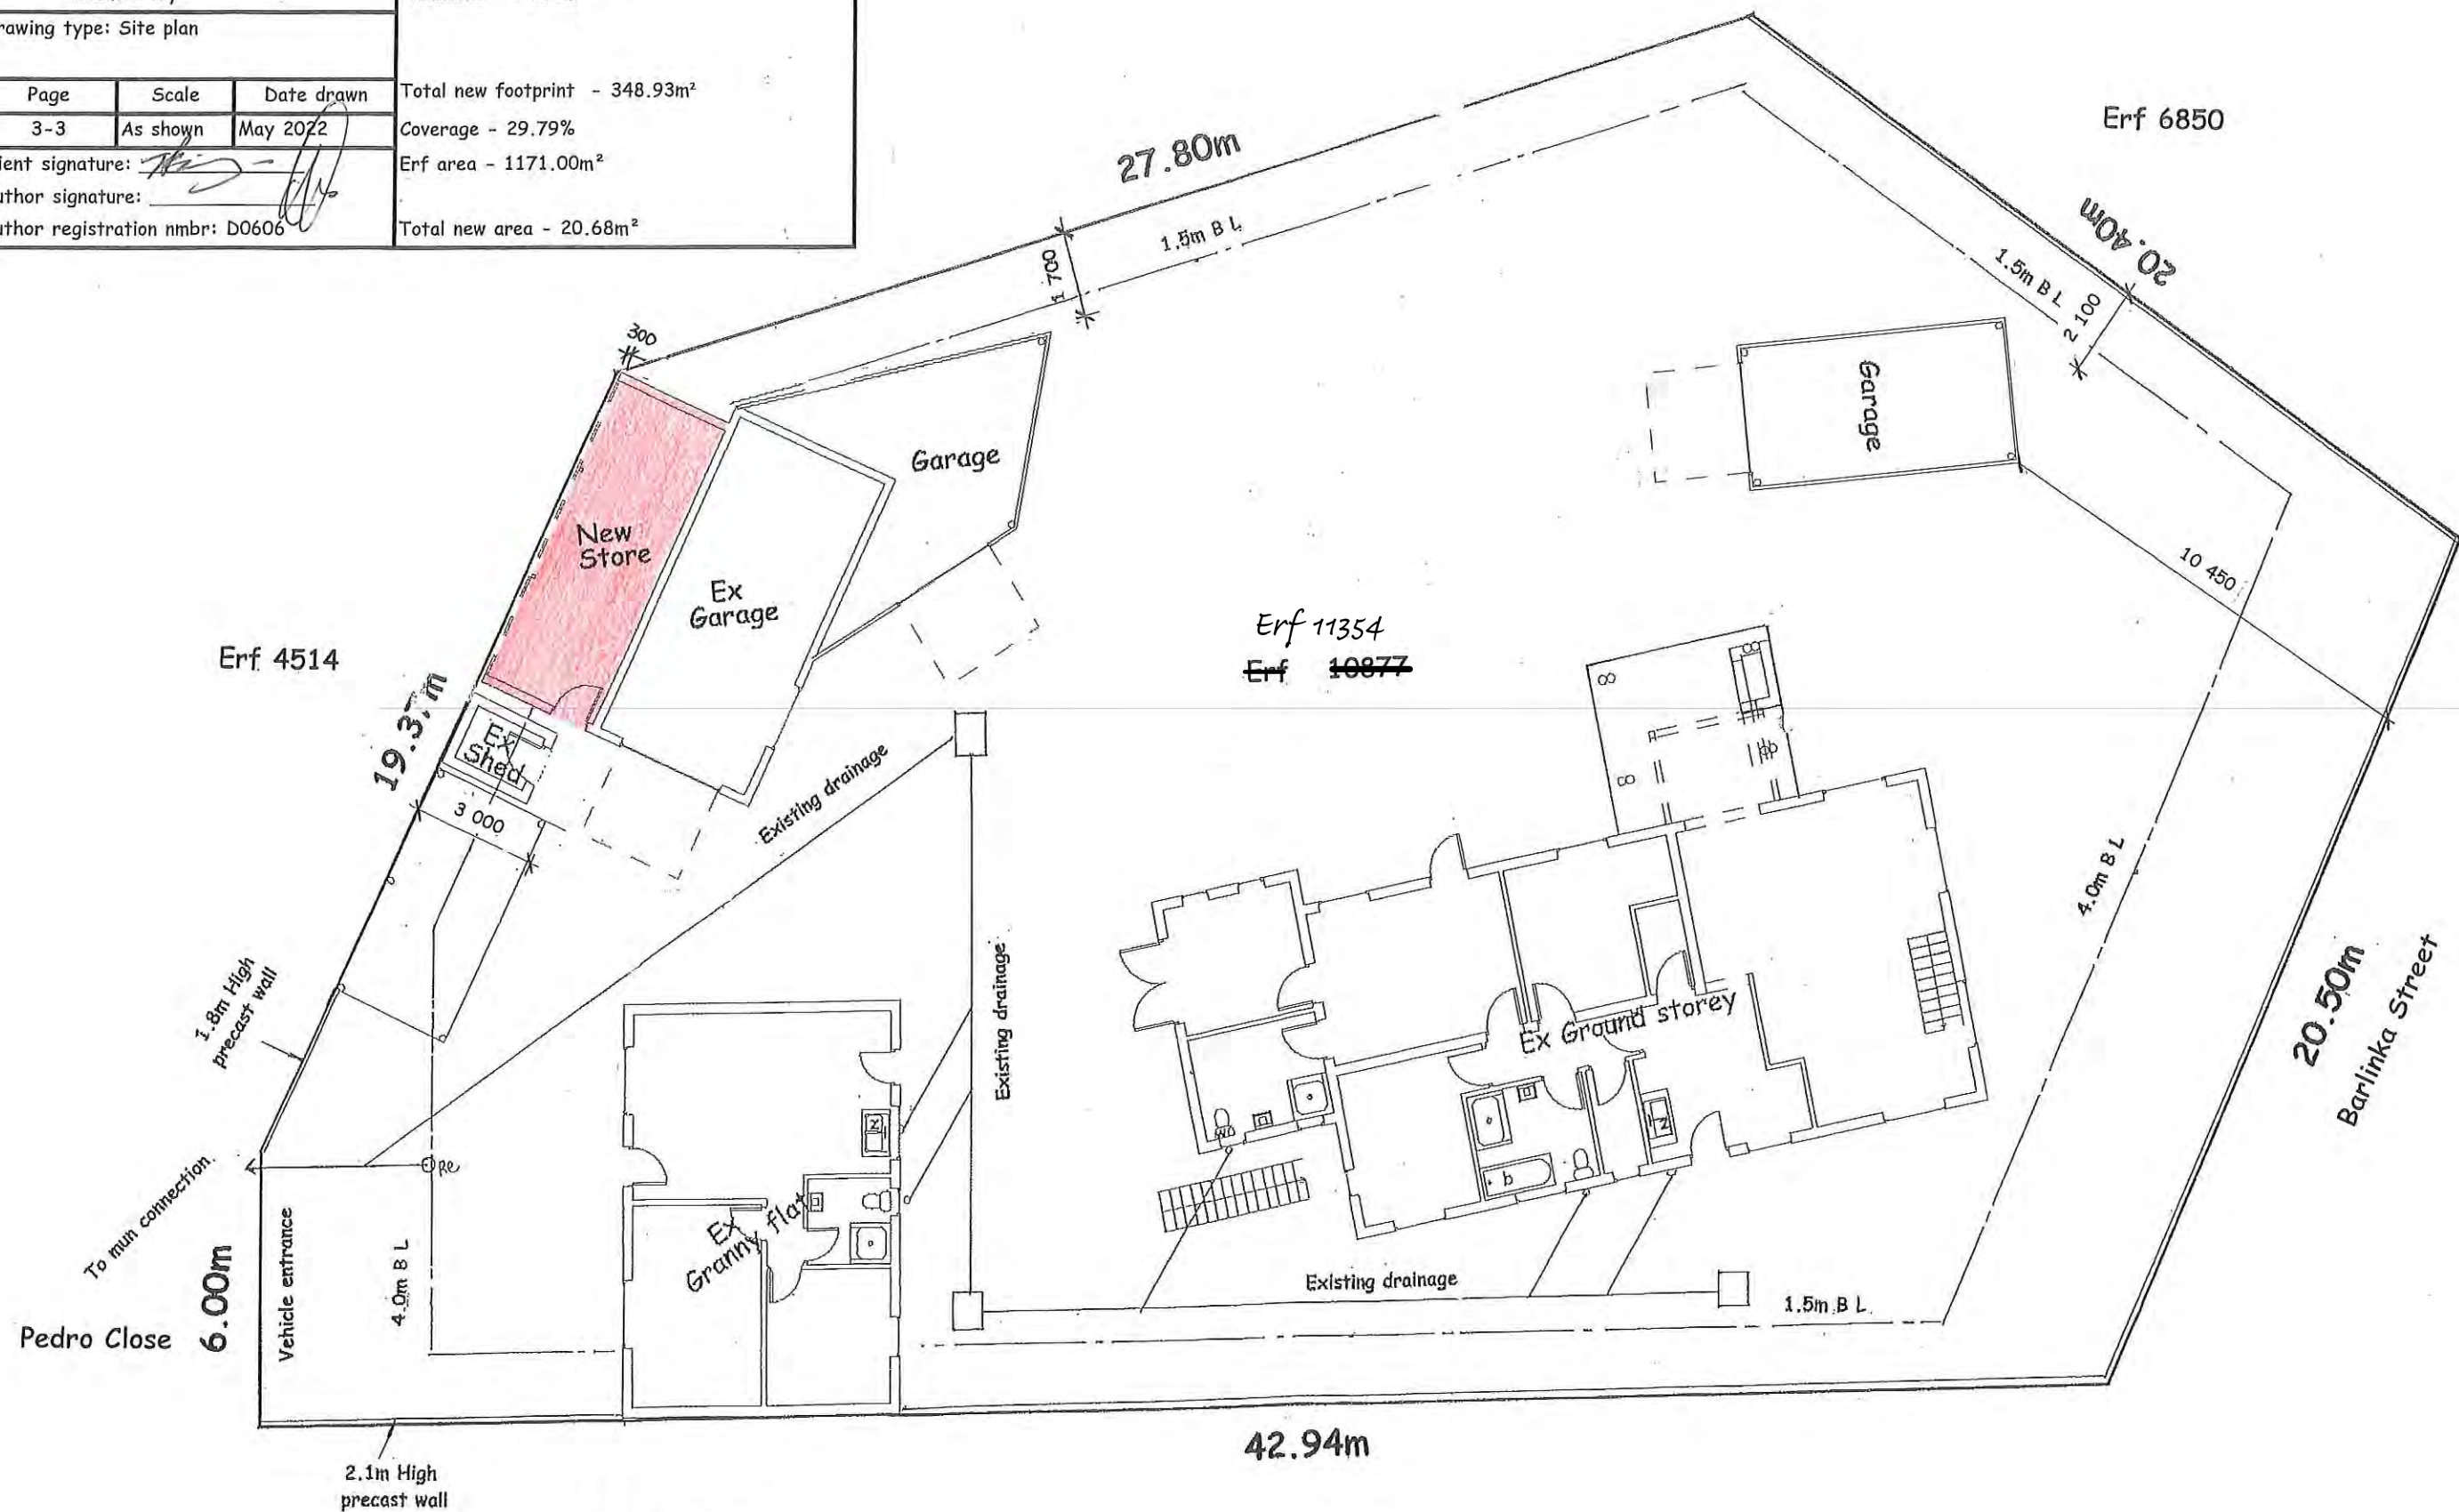 rawing type: Site plan
Page
Scale
Date drawn
3-3
As shown
May 2022
ient signature:
uthor signature:
uthor registration nmbr: D0606
Total new footprint - 348.93m²
Coverage - 29.79%
Erf area - 1171.00m²
Total new area - 20.68m²
Erf 6850
27.80m
20.40m
1.5m B L
1.5m B L
1 700
2 100
300
Garage
Garage
New
Store
Ex
Garage
10 450
Erf 11354
Erf 10877
Erf 4514
19.37m
Ex
Shed
3 000
Existing drainage
4.0m B L
1.8m High
precast wall
Existing drainage
20.50m
Barlinka Street
Ex Ground storey
wc
b
Re
To mun connection
Vehicle entrance
4.0m B L
6.00m
Pedro Close
Ex
Granny flat
Existing drainage
1.5m B L
42.94m
2.1m High
precast wall